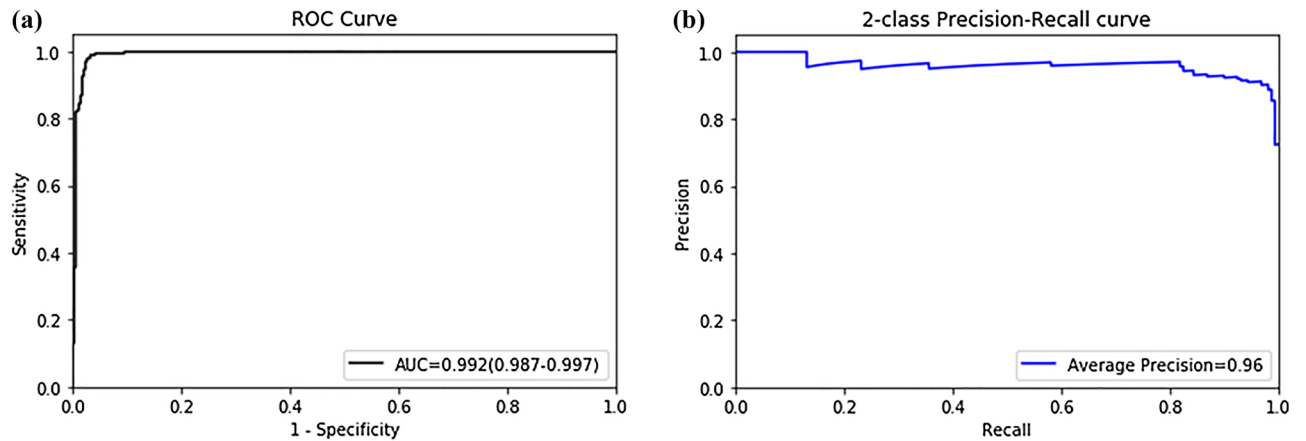 (a)
ROC Curve
1.0
0.8
0.6
0.4
0.2
0.0
Sensitivity
0.0 0.2 0.4 0.6 0.8 1.0
1 - Specificity
AUC=0.992(0.987-0.997)
(b)
2-class Precision-Recall curve
1.0
0.8
0.6
0.4
0.2
0.0
Precision
0.0 0.2 0.4 0.6 0.8 1.0
Recall
Average Precision=0.96